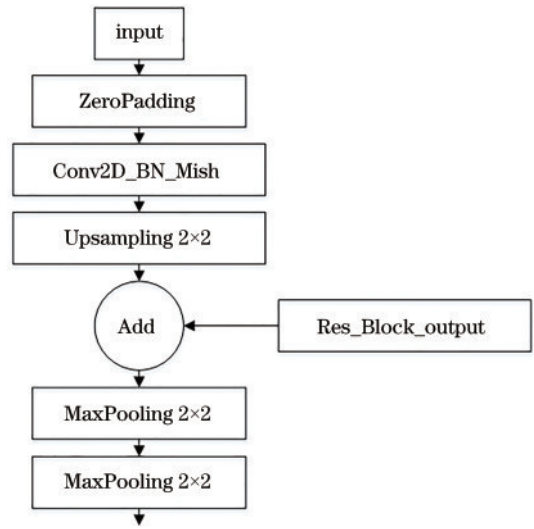 input
ZeroPadding
Conv2D_BN_Mish
Upsampling 2×2
Add
Res_Block_output
MaxPooling 2×2
MaxPooling 2×2